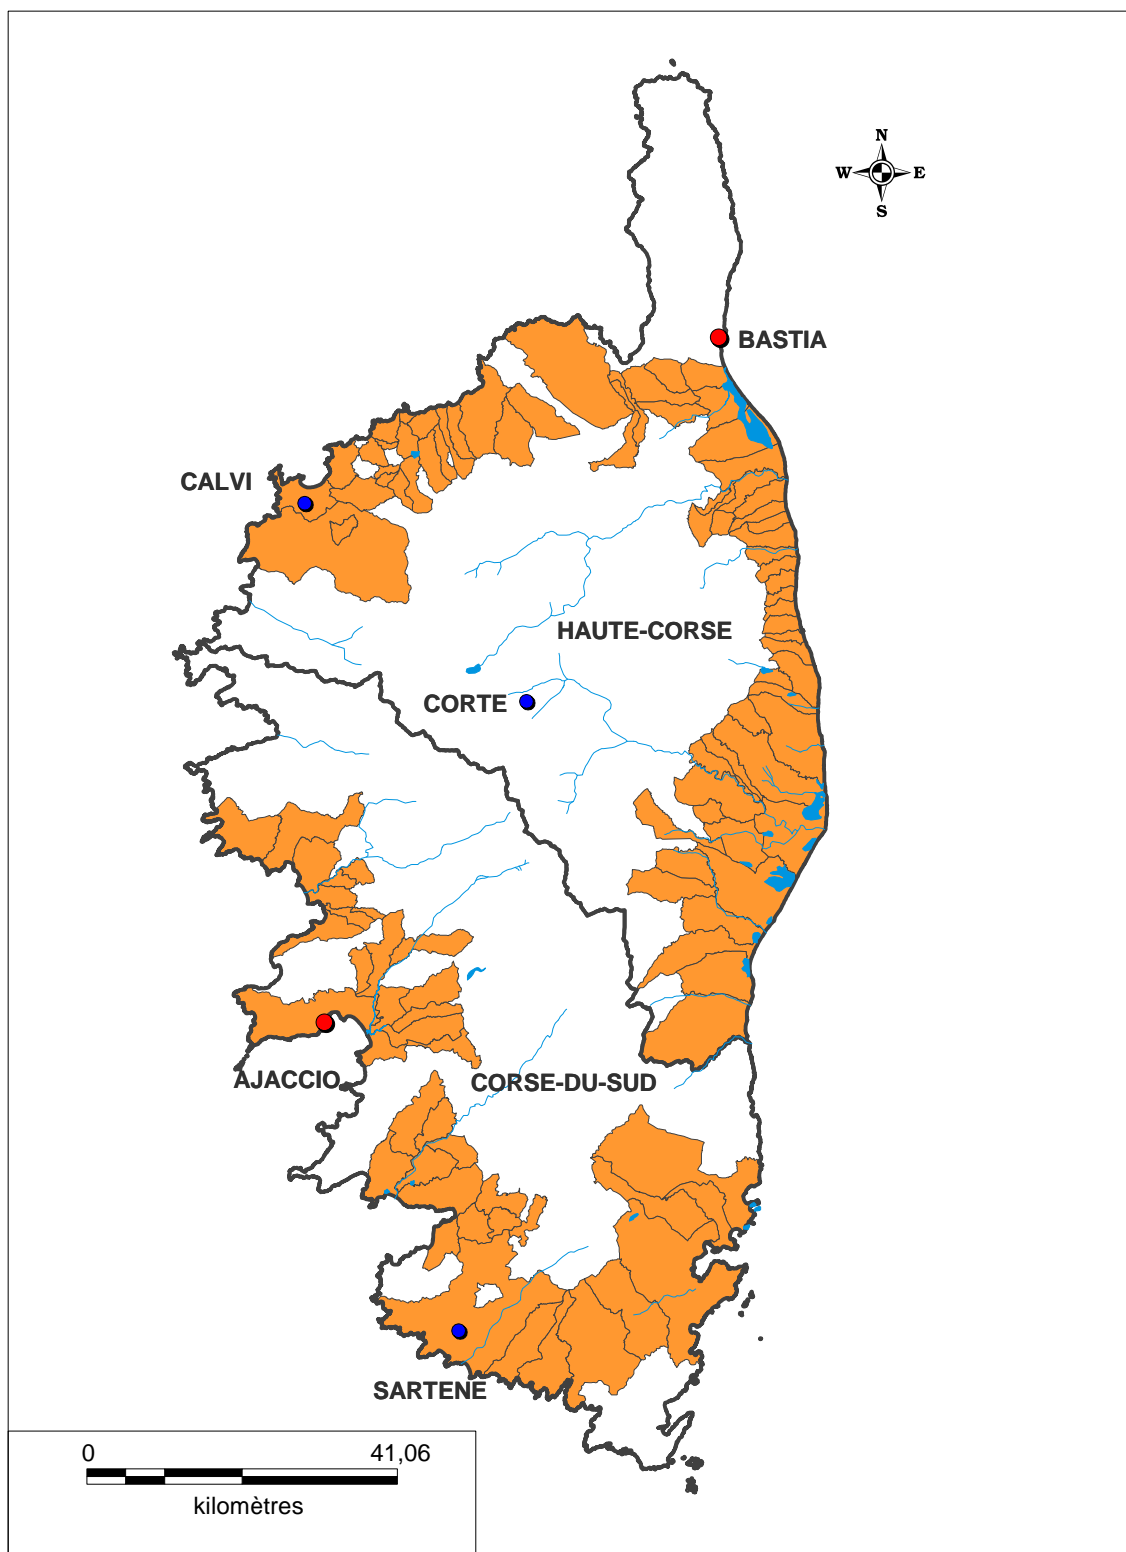 N
W E
S
BASTIA
CALVI
HAUTE-CORSE
CORTE
AJACCIO
CORSE-DU-SUD
SARTENE
0 41,06
kilomètres